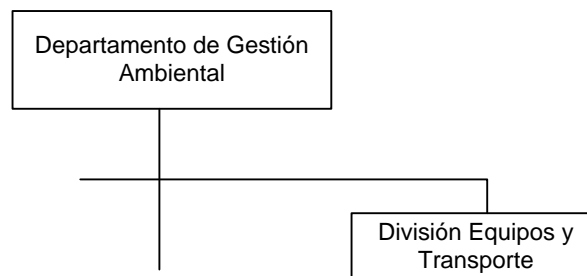 Departamento de Gestión
Ambiental
División Equipos y
Transporte